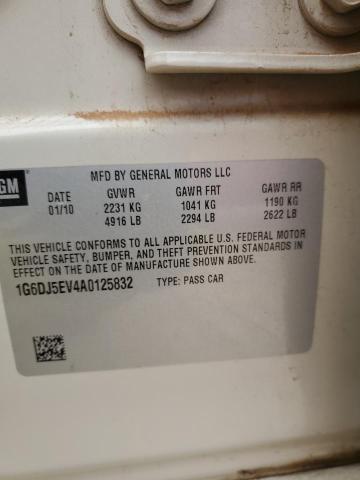 GM
MFD BY GENERAL MOTORS LLC
DATE GVWR GAWR FRT GAWR RR
01/10 2231 KG 1041 KG 1190 KG
4916 LB 2294 LB 2622 LB
THIS VEHICLE CONFORMS TO ALL APPLICABLE U.S. FEDERAL MOTOR
VEHICLE SAFETY, BUMPER, AND THEFT PREVENTION STANDARDS IN
EFFECT ON THE DATE OF MANUFACTURE SHOWN ABOVE.
1G6DJ5EV4A0125832 TYPE: PASS CAR